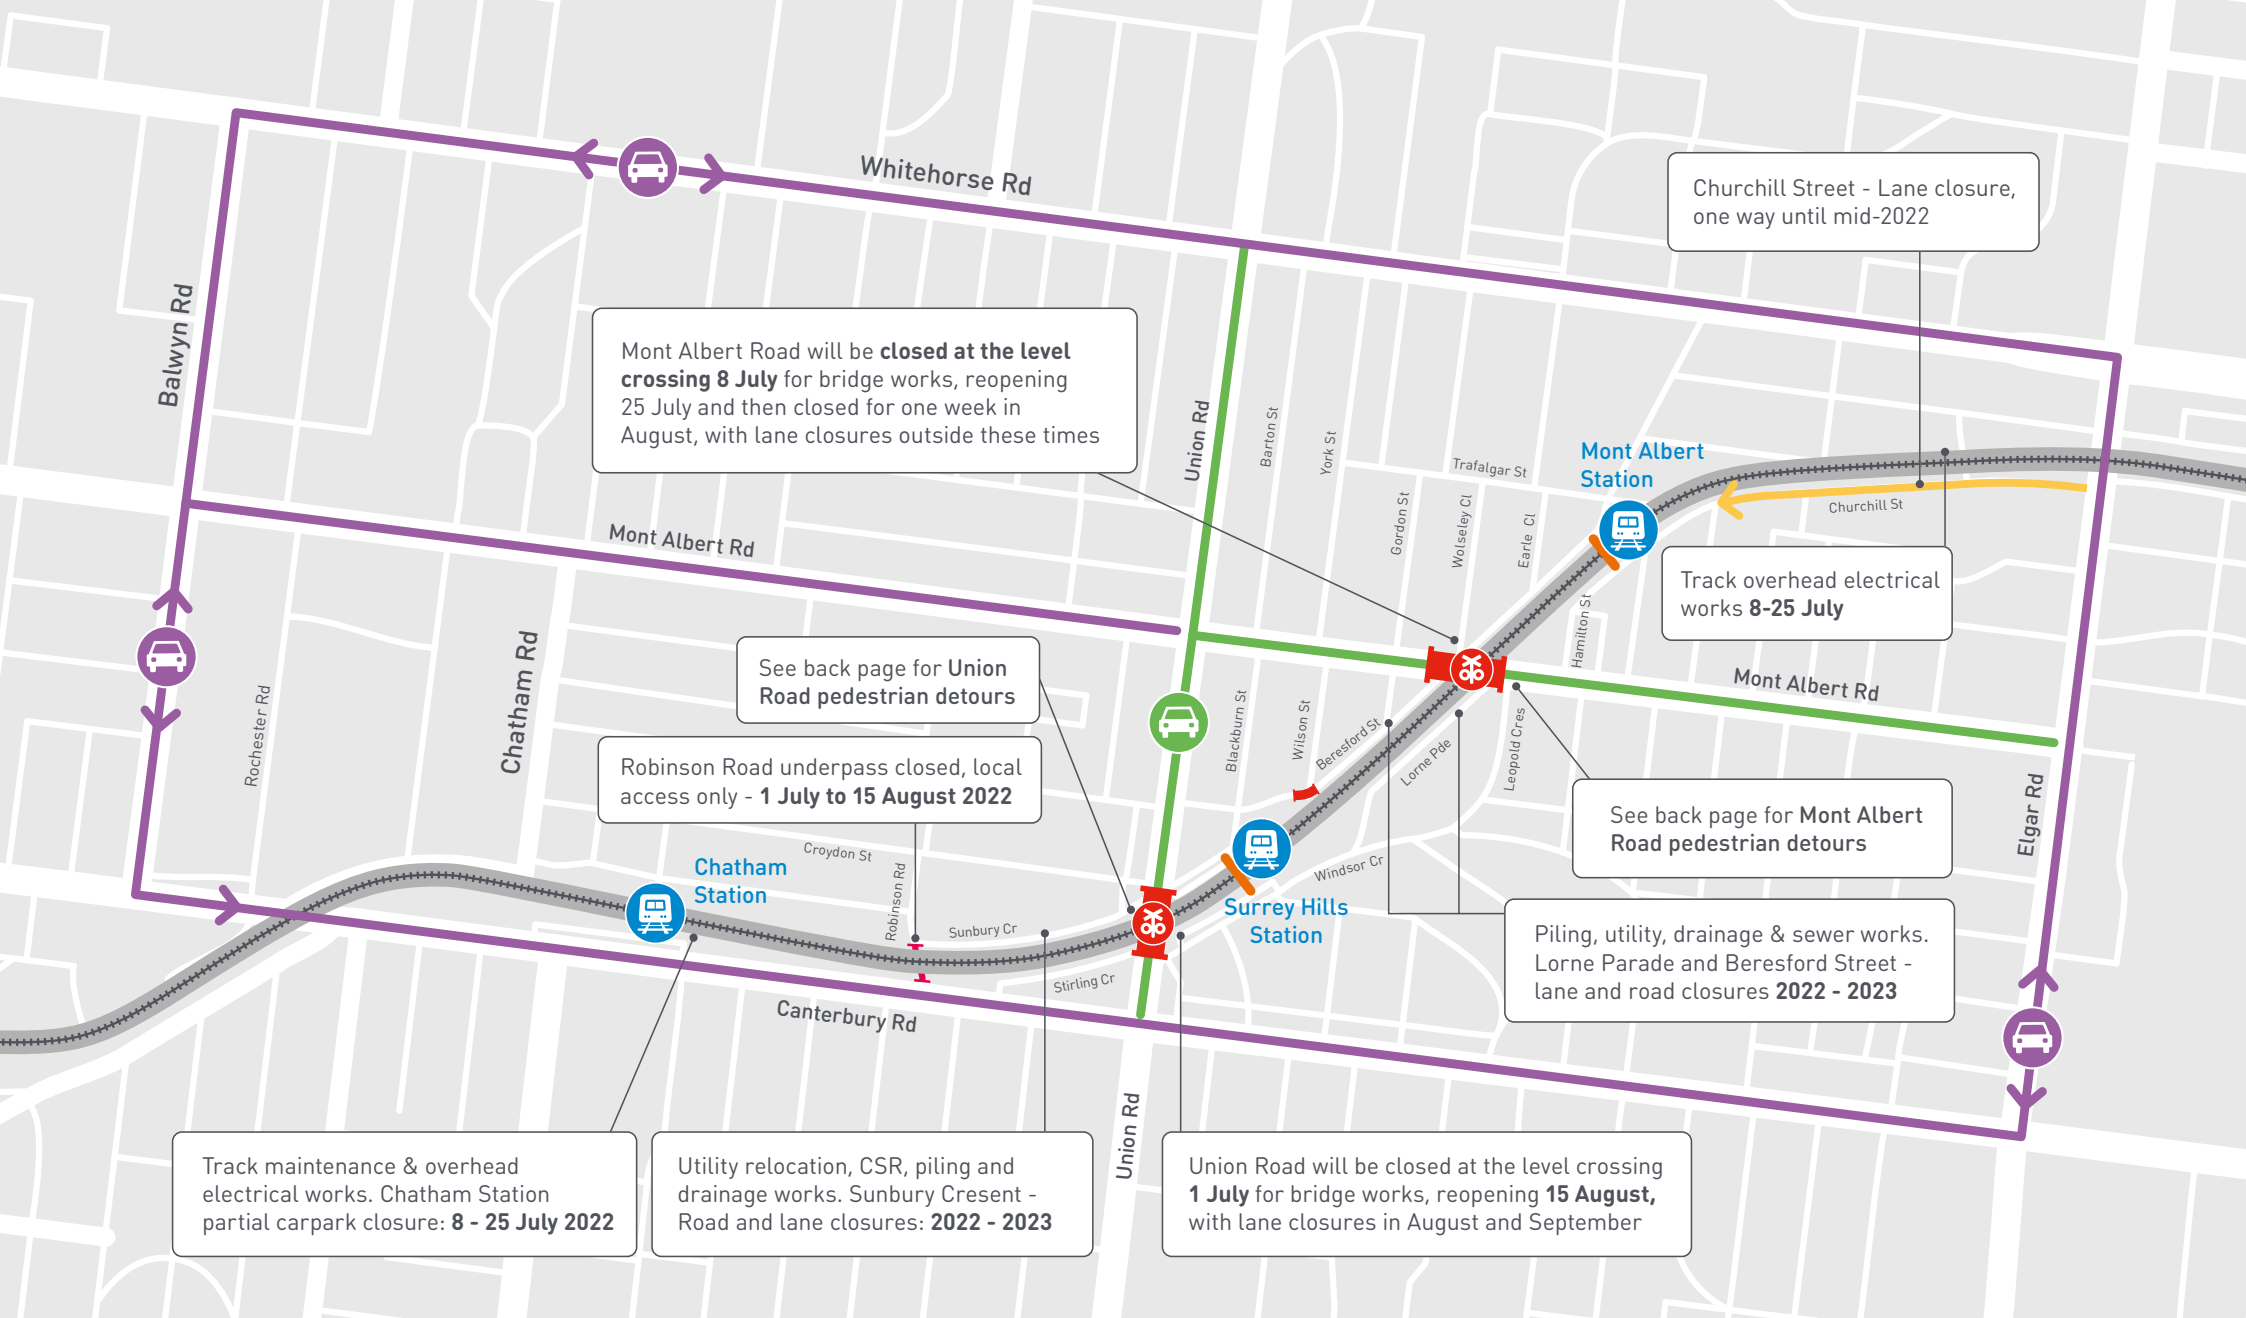 Whitehorse Rd
Churchill Street - Lane closure,
one way until mid-2022
Balwyn Rd
Mont Albert Road will be closed at the level
crossing 8 July for bridge works, reopening
25 July and then closed for one week in
August, with lane closures outside these times
Union Rd
Barton St
York St
Trafalgar St
Mont Albert
Station
Gordon St
Wolseley Cl
Earle Cl
Churchill St
Mont Albert Rd
Track overhead electrical
works 8-25 July
Hamilton St
Chatham Rd
See back page for Union
Road pedestrian detours
Mont Albert Rd
Rochester Rd
Blackburn St
Wilson St
Beresford St
Lorne Pde
Leopold Cres
Robinson Road underpass closed, local
access only - 1 July to 15 August 2022
See back page for Mont Albert
Road pedestrian detours
Elgar Rd
Croydon St
Chatham
Station
Robinson Rd
Windsor Cr
Surrey Hills
Station
Sunbury Cr
Stirling Cr
Piling, utility, drainage & sewer works.
Lorne Parade and Beresford Street -
lane and road closures 2022 - 2023
Canterbury Rd
Union Rd
Track maintenance & overhead
electrical works. Chatham Station
partial carpark closure: 8 - 25 July 2022
Utility relocation, CSR, piling and
drainage works. Sunbury Cresent -
Road and lane closures: 2022 - 2023
Union Road will be closed at the level crossing
1 July for bridge works, reopening 15 August,
with lane closures in August and September